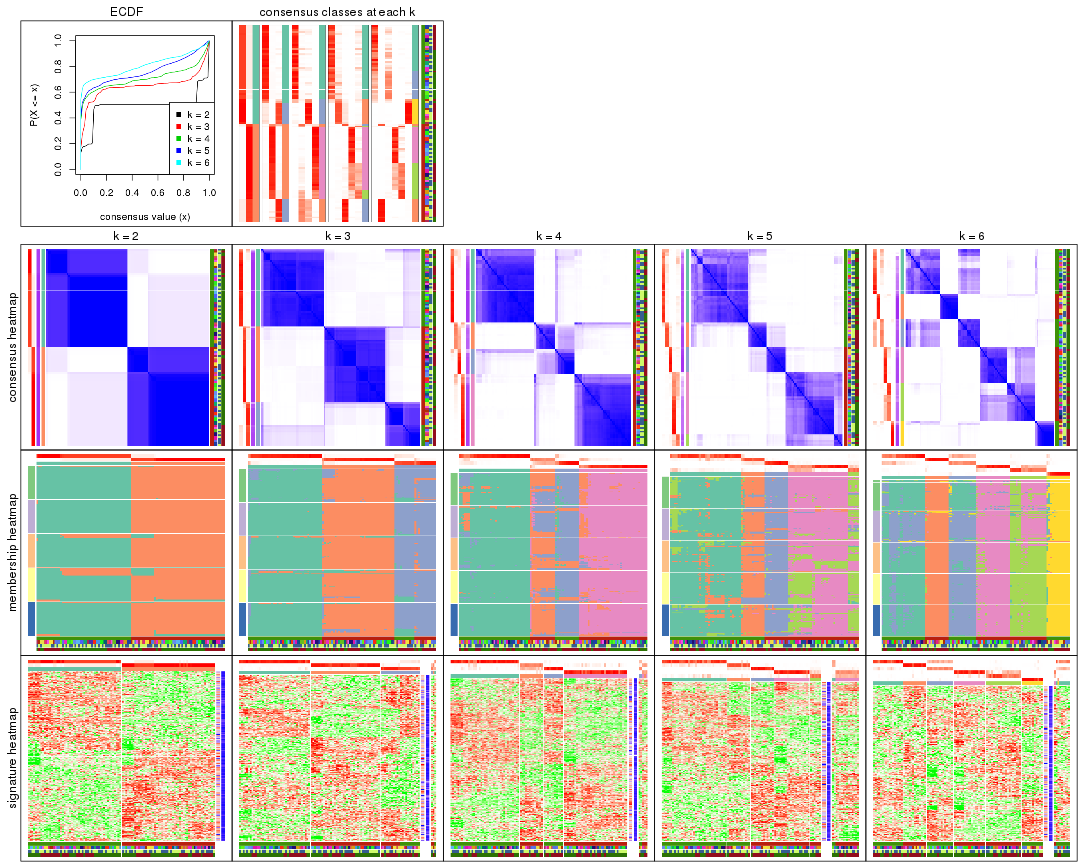 ECDF
consensus classes at each k
P(X <= x)
0.0 0.2 0.4 0.6 0.8 1.0
k = 2
k = 3
k = 4
k = 5
k = 6
0.0 0.2 0.4 0.6 0.8 1.0
consensus value (x)
k = 2
k = 3
k = 4
k = 5
k = 6
consensus heatmap
membership heatmap
signature heatmap